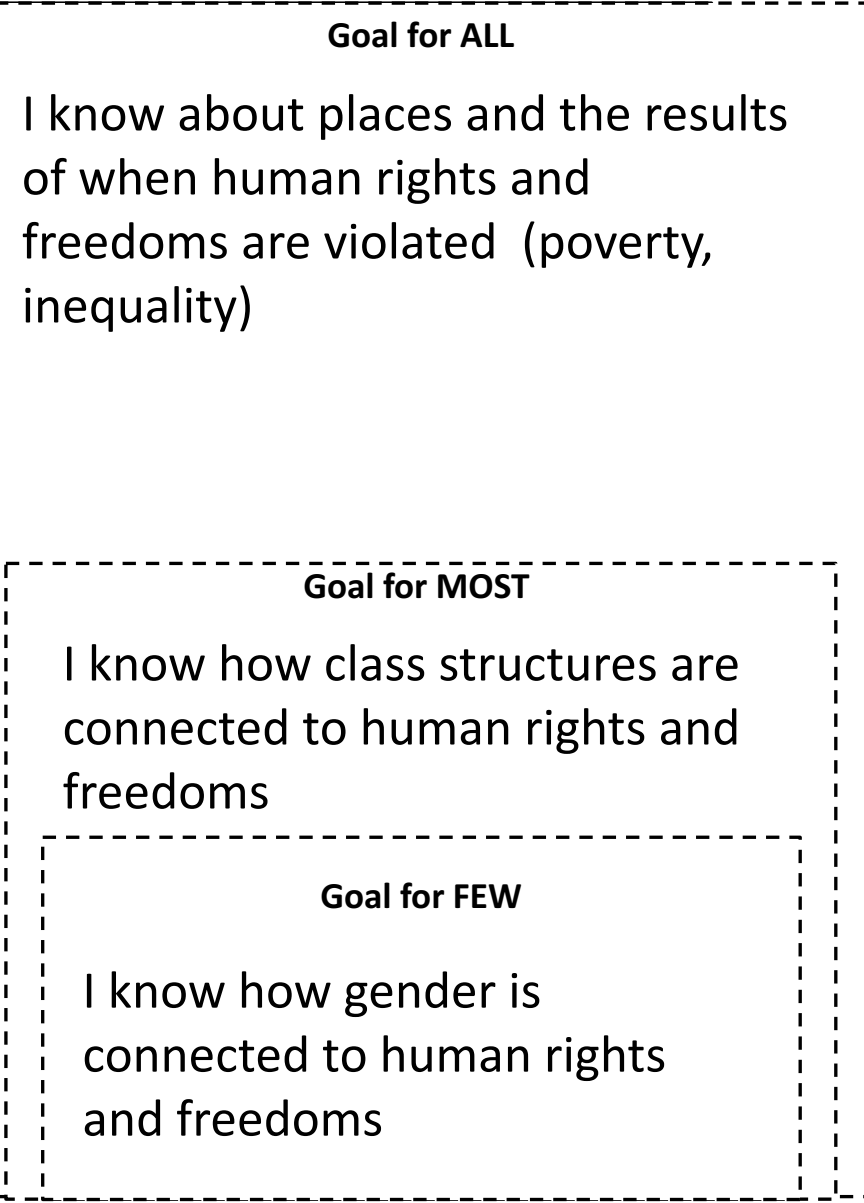 Goal for ALL
I know about places and the results
of when human rights and
freedoms are violated  (poverty,
inequality)
Goal for MOST
I know how class structures are
connected to human rights and
freedoms
Goal for FEW
I know how gender is
connected to human rights
and freedoms